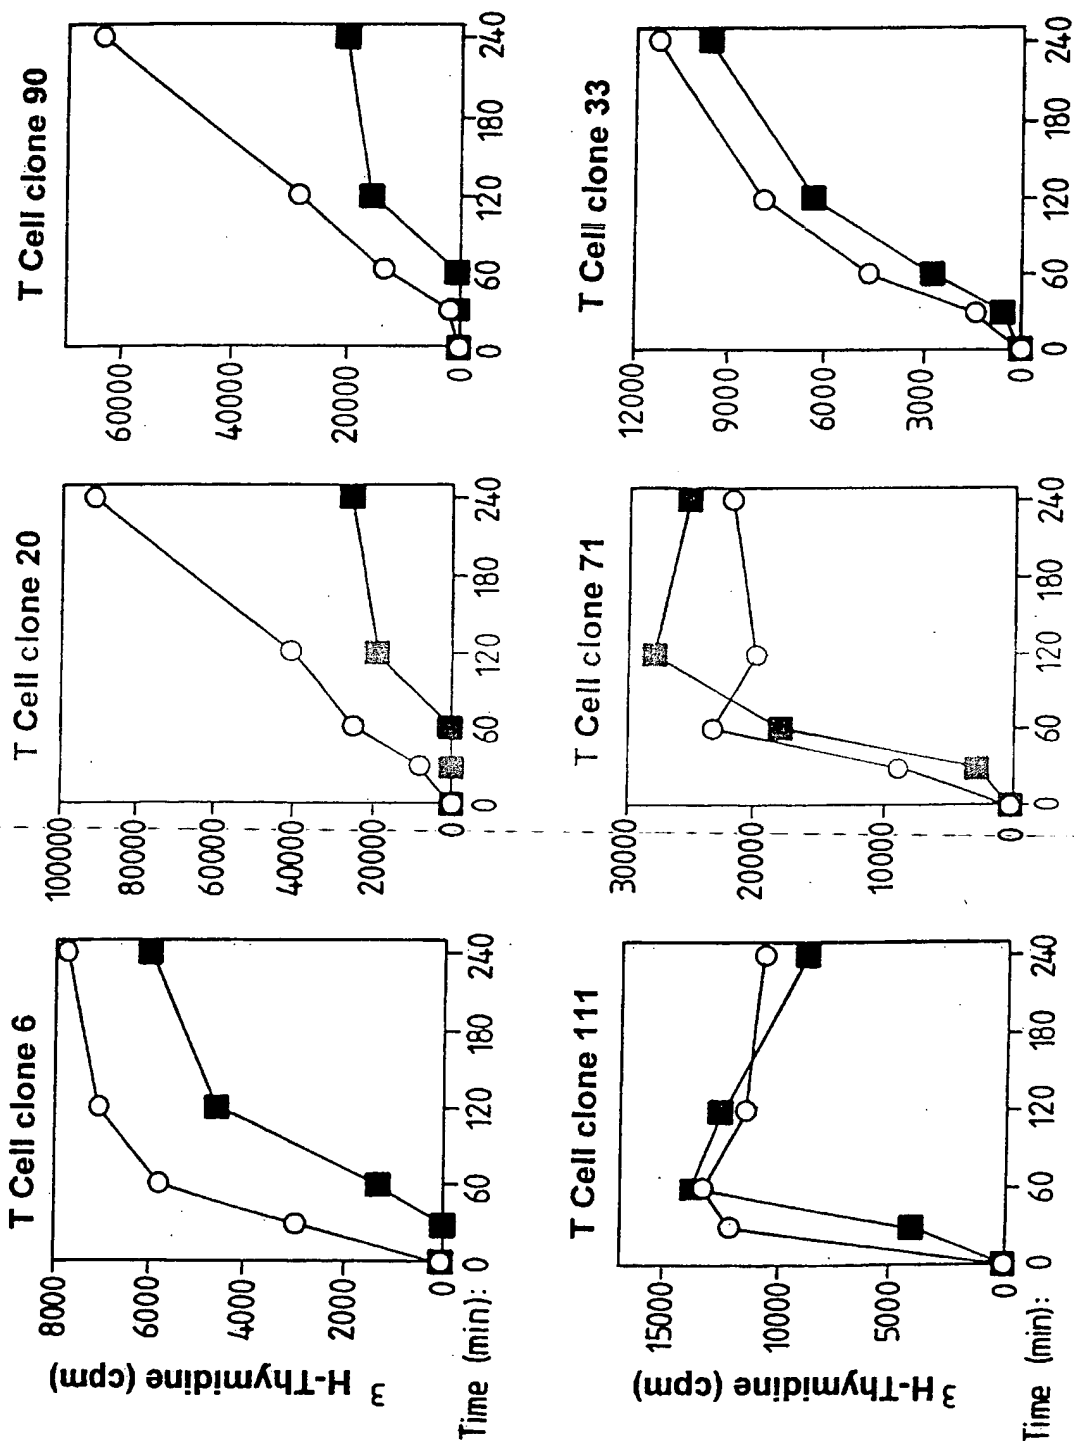 T Cell clone 6
8000
6000
4000
2000
0
³ H-Thymidine (cpm)
Time (min): 0 60 120 180 240
T Cell clone 20
100000
80000
60000
40000
20000
0
0 60 120 180 240
T Cell clone 90
60000
40000
20000
0
0 60 120 180 240
T Cell clone 111
15000
10000
5000
0
³ H-Thymidine (cpm)
Time (min): 0 60 120 180 240
T Cell clone 71
30000
20000
10000
0
0 60 120 180 240
T Cell clone 33
12000
9000
6000
3000
0
0 60 120 180 240